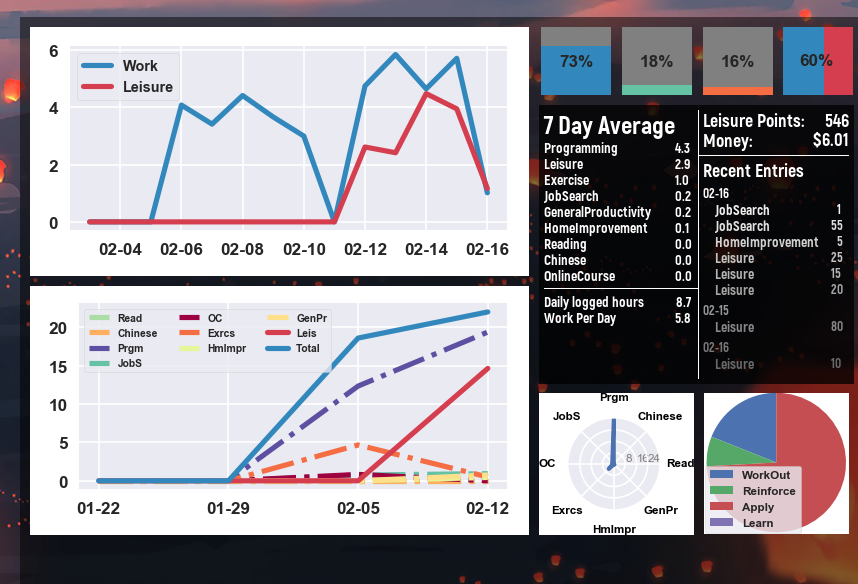 6
4
2
0
Work
Leisure
02-04 02-06 02-08 02-10 02-12 02-14 02-16
20
15
10
5
0
Read OC GenPr
Chinese Exrcs Leis
Prgm HmImpr Total
JobS
01-22 01-29 02-05 02-12
73% 18% 16% 60%
7 Day Average
Programming 4.3
Leisure 2.9
Exercise 1.0
JobSearch 0.2
GeneralProductivity 0.2
HomeImprovement 0.1
Reading 0.0
Chinese 0.0
OnlineCourse 0.0
Daily logged hours 8.7
Work Per Day 5.8
Leisure Points: 546
Money: $6.01
Recent Entries
02-16
JobSearch 1
JobSearch 55
HomeImprovement 5
Leisure 25
Leisure 15
Leisure 20
02-15
Leisure 80
02-16
Leisure 10
Prgm
JobS Chinese
OC 8 16 24 Read
Exrcs GenPr
HmImpr
WorkOut
Reinforce
Apply
Learn